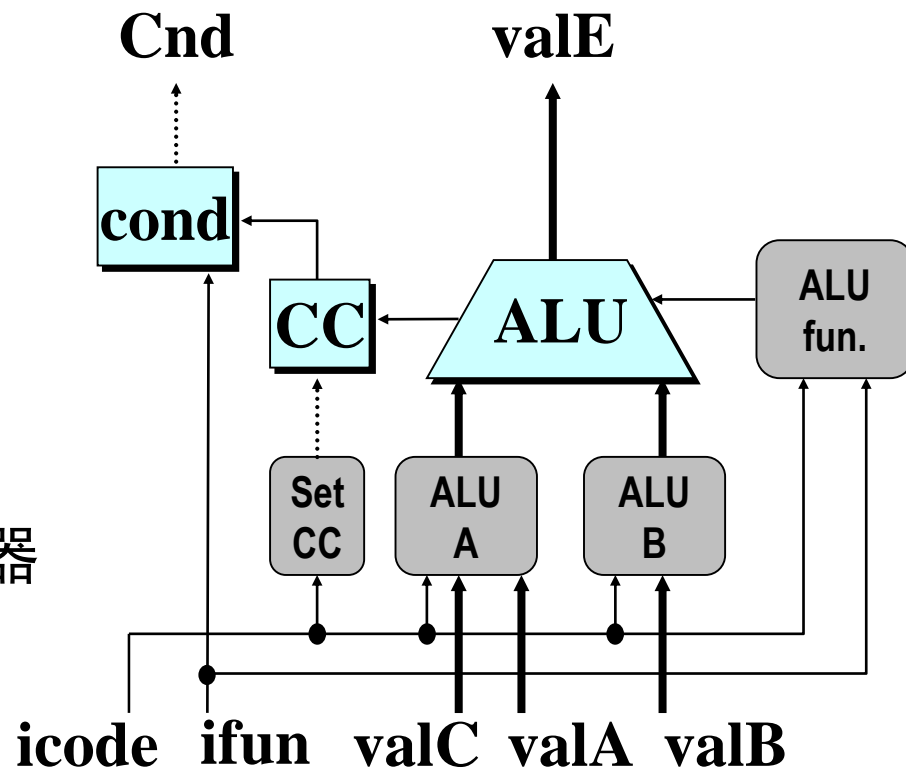 Cnd
valE
cond
CC
ALU
ALU
fun.
Set
CC
ALU
A
ALU
B
器
icode
ifun
valC
valA
valB